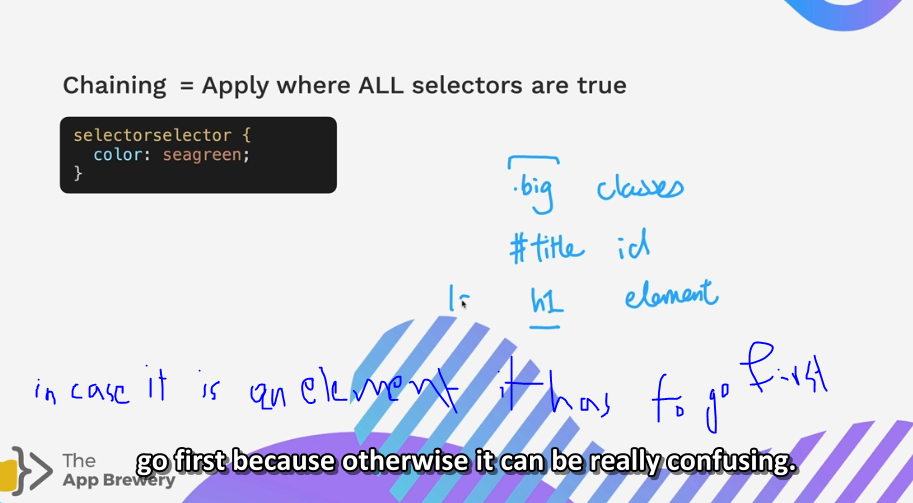 Chaining = Apply where ALL selectors are true
selectorselector {
color: seagreen;
}
.big classes
#title id
h1 element
in case it is an element it has to go first
go first because otherwise it can be really confusing.
The
App Brewery